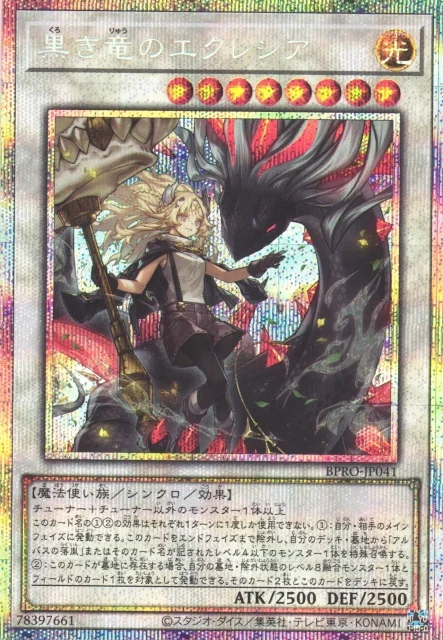 黒き竜のエクレシア
光
BPRO-JP041
【魔法使い族／シンクロ／効果】
チューナー＋チューナー以外のモンスター1体以上
このカード名の①②の効果はそれぞれ1ターンに1度しか使用できない。①：自分・相手のメイン
フェイズに発動できる。このカードをエンドフェイズまで除外し、自分のデッキ・墓地から「アル
バスの落胤」またはそのカード名が記されたレベル4以下のモンスター1体を特殊召喚する。
②：このカードが墓地に存在する場合、自分の墓地・除外状態のレベル8融合モンスター1体と
フィールドのカード1枚を対象として発動できる。そのカード2枚とこのカードをデッキに戻す。
ATK/2500 DEF/2500
78397661 ©スタジオ・ダイス／集英社・テレビ東京・KONAMI